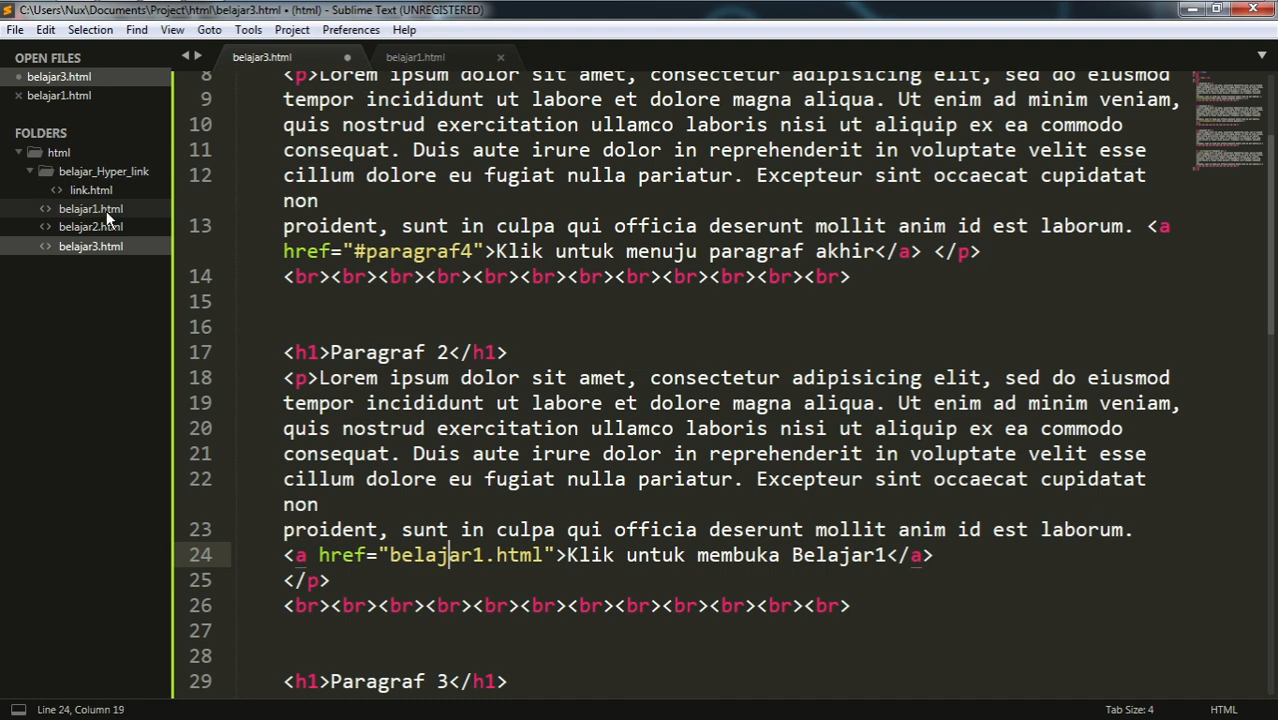 C:\Users\Nux\Documents\Project\html\belajar3.html • (html) - Sublime Text (UNREGISTERED)
File Edit Selection Find View Goto Tools Project Preferences Help
OPEN FILES
belajar3.html
belajar1.html
FOLDERS
html
belajar_Hyper_link
link.html
belajar1.html
belajar2.html
belajar3.html
belajar3.html belajar1.html
8 <p>Lorem ipsum dolor sit amet, consectetur adipisicing elit, sed do eiusmod
9 tempor incididunt ut labore et dolore magna aliqua. Ut enim ad minim veniam,
10 quis nostrud exercitation ullamco laboris nisi ut aliquip ex ea commodo
11 consequat. Duis aute irure dolor in reprehenderit in voluptate velit esse
12 cillum dolore eu fugiat nulla pariatur. Excepteur sint occaecat cupidatat
non
13 proident, sunt in culpa qui officia deserunt mollit anim id est laborum. <a
href="#paragraf4">Klik untuk menuju paragraf akhir</a> </p>
14 <br><br><br><br><br><br><br><br><br><br><br><br>
15
16
17 <h1>Paragraf 2</h1>
18 <p>Lorem ipsum dolor sit amet, consectetur adipisicing elit, sed do eiusmod
19 tempor incididunt ut labore et dolore magna aliqua. Ut enim ad minim veniam,
20 quis nostrud exercitation ullamco laboris nisi ut aliquip ex ea commodo
21 consequat. Duis aute irure dolor in reprehenderit in voluptate velit esse
22 cillum dolore eu fugiat nulla pariatur. Excepteur sint occaecat cupidatat
non
23 proident, sunt in culpa qui officia deserunt mollit anim id est laborum.
24 <a href="belajar1.html">Klik untuk membuka Belajar1</a>
25 </p>
26 <br><br><br><br><br><br><br><br><br><br><br><br>
27
28
29 <h1>Paragraf 3</h1>
Line 24, Column 19
Tab Size: 4
HTML